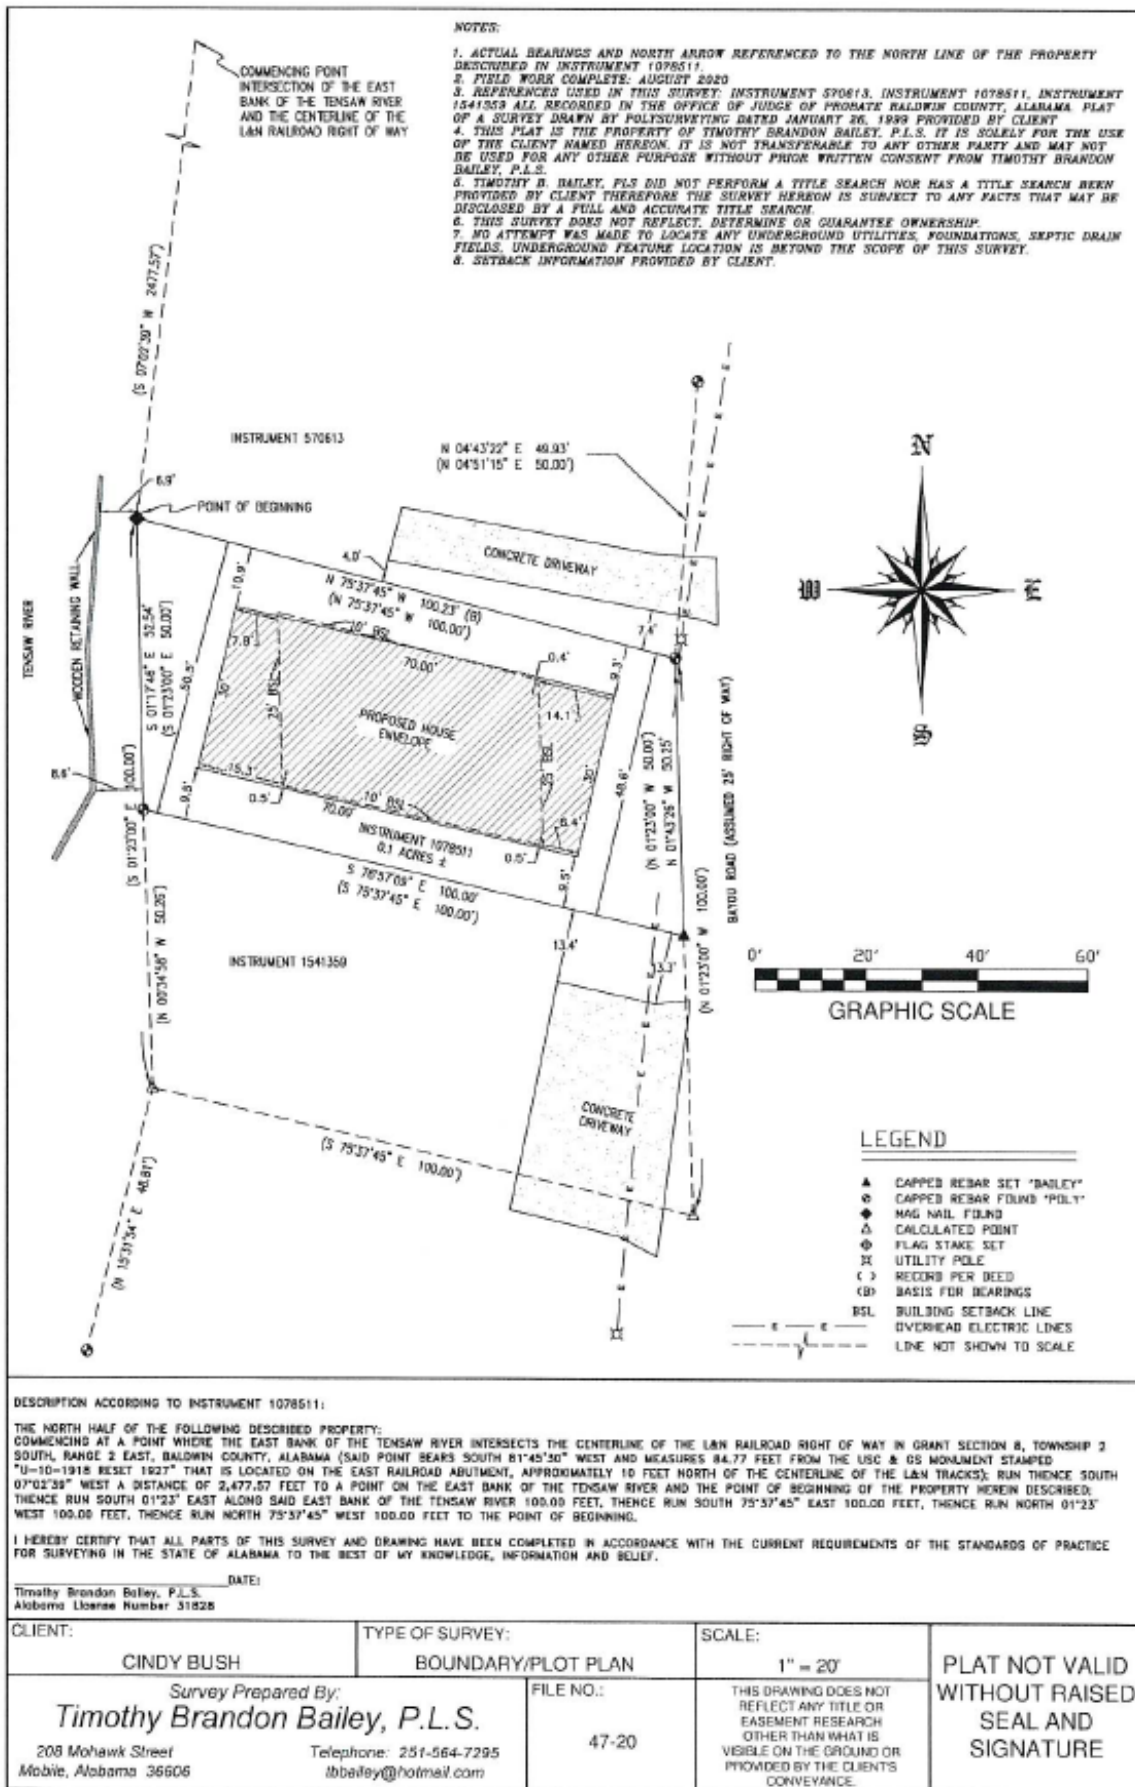 NOTES:
1. ACTUAL BEARINGS AND NORTH ARROW REFERENCED TO THE NORTH LINE OF THE PROPERTY
DESCRIBED IN INSTRUMENT 1078511.
2. FIELD WORK COMPLETE: AUGUST 2020
3. REFERENCES USED IN THIS SURVEY: INSTRUMENT 570613, INSTRUMENT 1078511, INSTRUMENT
1541359 ALL RECORDED IN THE OFFICE OF JUDGE OF PROBATE BALDWIN COUNTY, ALABAMA. PLAT
OF A SURVEY DRAWN BY POLYSURVEYING DATED JANUARY 26, 1999 PROVIDED BY CLIENT
4. THIS PLAT IS THE PROPERTY OF TIMOTHY BRANDON BAILEY, P.L.S. IT IS SOLELY FOR THE USE
OF THE CLIENT NAMED HEREON. IT IS NOT TRANSFERABLE TO ANY OTHER PARTY AND MAY NOT
BE USED FOR ANY OTHER PURPOSE WITHOUT PRIOR WRITTEN CONSENT FROM TIMOTHY BRANDON
BAILEY, P.L.S.
5. TIMOTHY B. BAILEY, PLS DID NOT PERFORM A TITLE SEARCH NOR HAS A TITLE SEARCH BEEN
PROVIDED BY CLIENT THEREFORE THE SURVEY HEREON IS SUBJECT TO ANY FACTS THAT MAY BE
DISCLOSED BY A FULL AND ACCURATE TITLE SEARCH.
6. THIS SURVEY DOES NOT REFLECT, DETERMINE OR GUARANTEE OWNERSHIP.
7. NO ATTEMPT WAS MADE TO LOCATE ANY UNDERGROUND UTILITIES, FOUNDATIONS, SEPTIC DRAIN
FIELDS. UNDERGROUND FEATURE LOCATION IS BEYOND THE SCOPE OF THIS SURVEY.
8. SETBACK INFORMATION PROVIDED BY CLIENT.
COMMENCING POINT
INTERSECTION OF THE EAST
BANK OF THE TENSAW RIVER
AND THE CENTERLINE OF THE
L&N RAILROAD RIGHT OF WAY
(S 07°02'39" W 2477.57')
INSTRUMENT 570613
N 04°43'22" E 49.93'
(N 04°51'15" E 50.00')
6.9'
POINT OF BEGINNING
CONCRETE DRIVEWAY
4.0'
N 75°37'45" W 100.23' (B)
(N 75°37'45" W 100.00')
7.4'
TENSAW RIVER
WOODEN RETAINING WALL
S 01°17'48" E 52.54'
(S 01°23'00" E 50.00')
(S 01°23'00" E 100.00')
8.6'
10.9'
10' BSL
70.00'
7.8'
0.4'
9.3'
50.5'
30'
25' BSL
14.1'
PROPOSED HOUSE
ENVELOPE
25' BSL
30'
48.6'
15.3'
0.5'
9.5'
10' BSL
70.00'
6.4'
0.5'
9.5'
INSTRUMENT 1078511
0.1 ACRES ±
S 76°57'09" E 100.00'
(S 75°37'45" E 100.00')
(N 01°23'00" W 50.00')
N 01°43'26" W 50.25'
BAYOU ROAD (ASSUMED 25' RIGHT OF WAY)
(N 01°23'00" W 100.00')
(N 00°34'58" W 50.26')
INSTRUMENT 1541359
13.4'
13.3'
CONCRETE
DRIVEWAY
(S 75°37'45" E 100.00')
(N 15°31'54" E 48.81')
N
W
E
S
0' 20' 40' 60'
GRAPHIC SCALE
LEGEND
CAPPED REBAR SET "BAILEY"
CAPPED REBAR FOUND "POLY"
MAG NAIL FOUND
CALCULATED POINT
FLAG STAKE SET
UTILITY POLE
( ) RECORD PER DEED
(B) BASIS FOR BEARINGS
BSL BUILDING SETBACK LINE
E E OVERHEAD ELECTRIC LINES
LINE NOT SHOWN TO SCALE
DESCRIPTION ACCORDING TO INSTRUMENT 1078511:
THE NORTH HALF OF THE FOLLOWING DESCRIBED PROPERTY:
COMMENCING AT A POINT WHERE THE EAST BANK OF THE TENSAW RIVER INTERSECTS THE CENTERLINE OF THE L&N RAILROAD RIGHT OF WAY IN GRANT SECTION 8, TOWNSHIP 2
SOUTH, RANGE 2 EAST, BALDWIN COUNTY, ALABAMA (SAID POINT BEARS SOUTH 81°45'30" WEST AND MEASURES 84.77 FEET FROM THE USC & GS MONUMENT STAMPED
"U-10-1918 RESET 1927" THAT IS LOCATED ON THE EAST RAILROAD ABUTMENT, APPROXIMATELY 10 FEET NORTH OF THE CENTERLINE OF THE L&N TRACKS); RUN THENCE SOUTH
07°02'39" WEST A DISTANCE OF 2,477.57 FEET TO A POINT ON THE EAST BANK OF THE TENSAW RIVER AND THE POINT OF BEGINNING OF THE PROPERTY HEREIN DESCRIBED;
THENCE RUN SOUTH 01°23' EAST ALONG SAID EAST BANK OF THE TENSAW RIVER 100.00 FEET, THENCE RUN SOUTH 75°37'45" EAST 100.00 FEET, THENCE RUN NORTH 01°23'
WEST 100.00 FEET, THENCE RUN NORTH 75°37'45" WEST 100.00 FEET TO THE POINT OF BEGINNING.
I HEREBY CERTIFY THAT ALL PARTS OF THIS SURVEY AND DRAWING HAVE BEEN COMPLETED IN ACCORDANCE WITH THE CURRENT REQUIREMENTS OF THE STANDARDS OF PRACTICE
FOR SURVEYING IN THE STATE OF ALABAMA TO THE BEST OF MY KNOWLEDGE, INFORMATION AND BELIEF.
DATE:
Timothy Brandon Bailey, P.L.S.
Alabama License Number 31828
CLIENT:
CINDY BUSH
TYPE OF SURVEY:
BOUNDARY/PLOT PLAN
SCALE:
1" = 20'
Survey Prepared By:
Timothy Brandon Bailey, P.L.S.
208 Mohawk Street
Mobile, Alabama 36606
Telephone: 251-564-7295
tbbailey@hotmail.com
FILE NO.:
47-20
THIS DRAWING DOES NOT
REFLECT ANY TITLE OR
EASEMENT RESEARCH
OTHER THAN WHAT IS
VISIBLE ON THE GROUND OR
PROVIDED BY THE CLIENT'S
CONVEYANCE.
PLAT NOT VALID
WITHOUT RAISED
SEAL AND
SIGNATURE